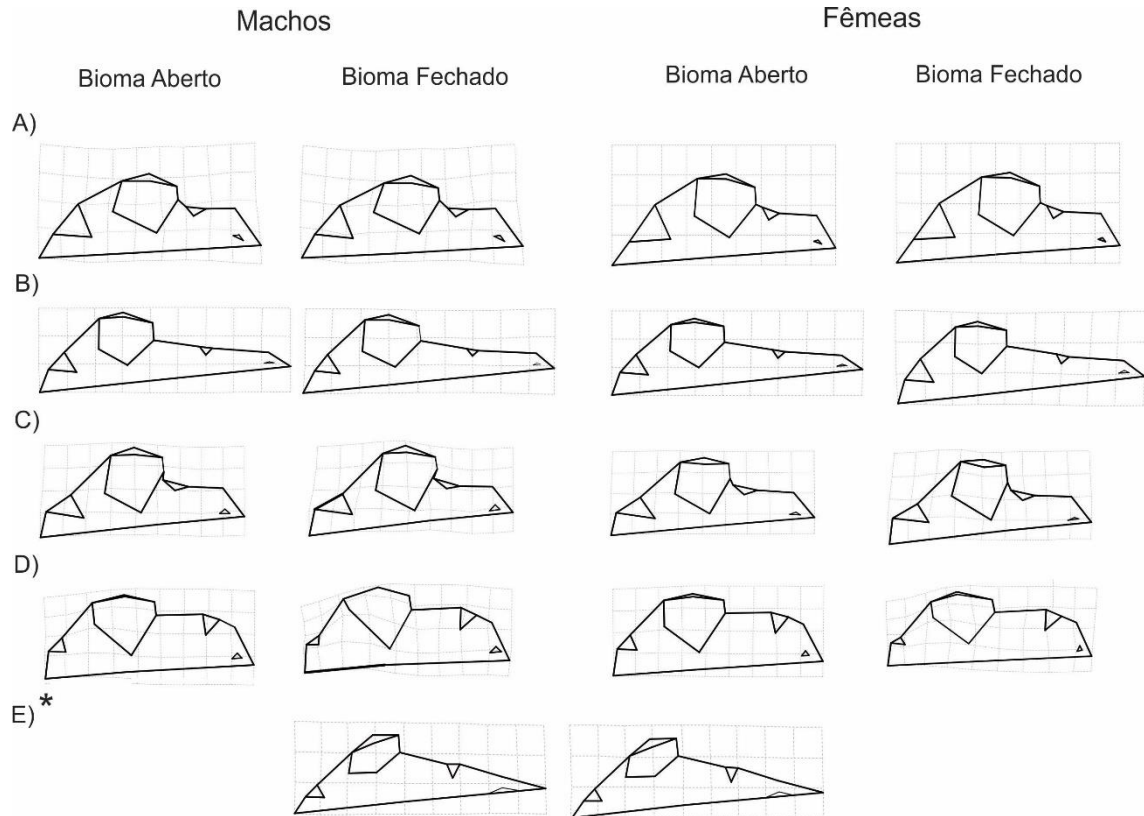 Machos Fêmeas
Bioma Aberto Bioma Fechado Bioma Aberto Bioma Fechado
A)
B)
C)
D)
E) *